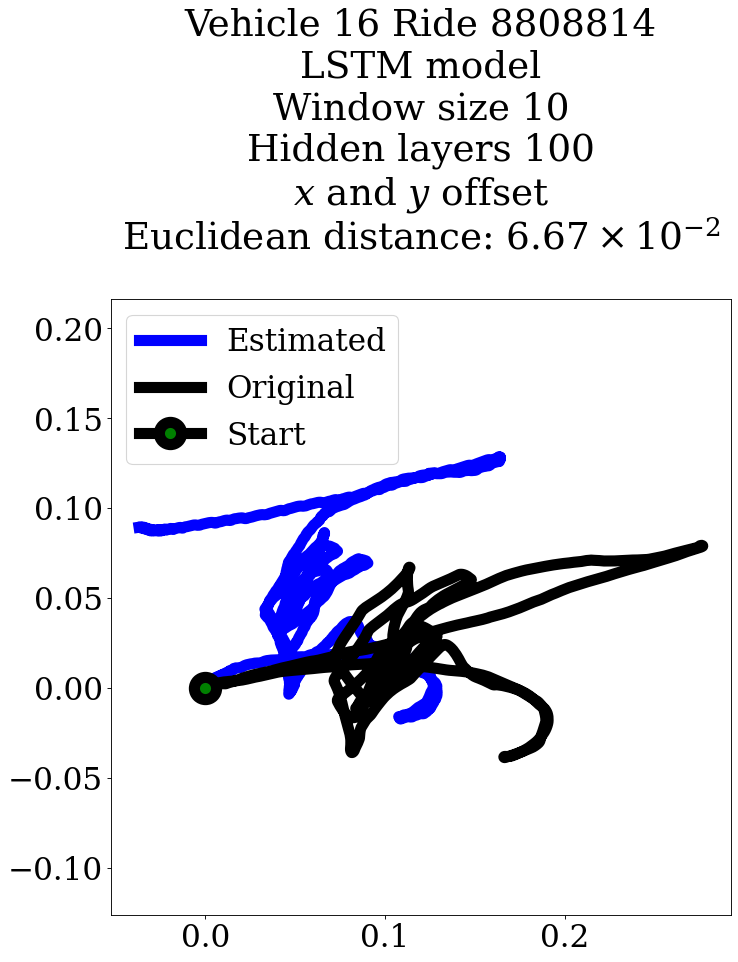 Vehicle 16 Ride 8808814
LSTM model
Window size 10
Hidden layers 100
x and y offset
Euclidean distance: 6.67 × 10⁻²
Estimated
Original
Start
0.20
0.15
0.10
0.05
0.00
−0.05
−0.10
0.0 0.1 0.2